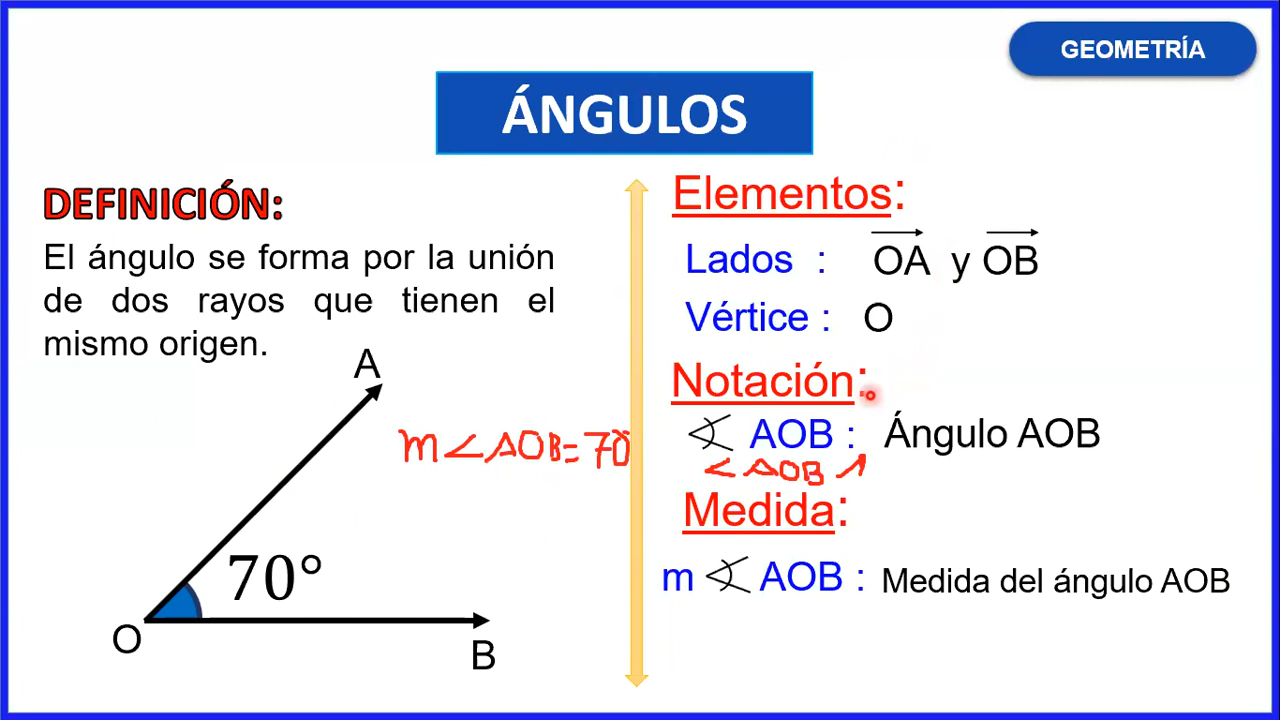 GEOMETRÍA
ÁNGULOS
DEFINICIÓN:
El ángulo se forma por la unión
de dos rayos que tienen el
mismo origen.
A
m∠AOB=70
70°
O
B
Elementos:
Lados : OA y OB
Vértice : O
Notación:
∢ AOB : Ángulo AOB
<AOB
Medida:
m ∢ AOB : Medida del ángulo AOB